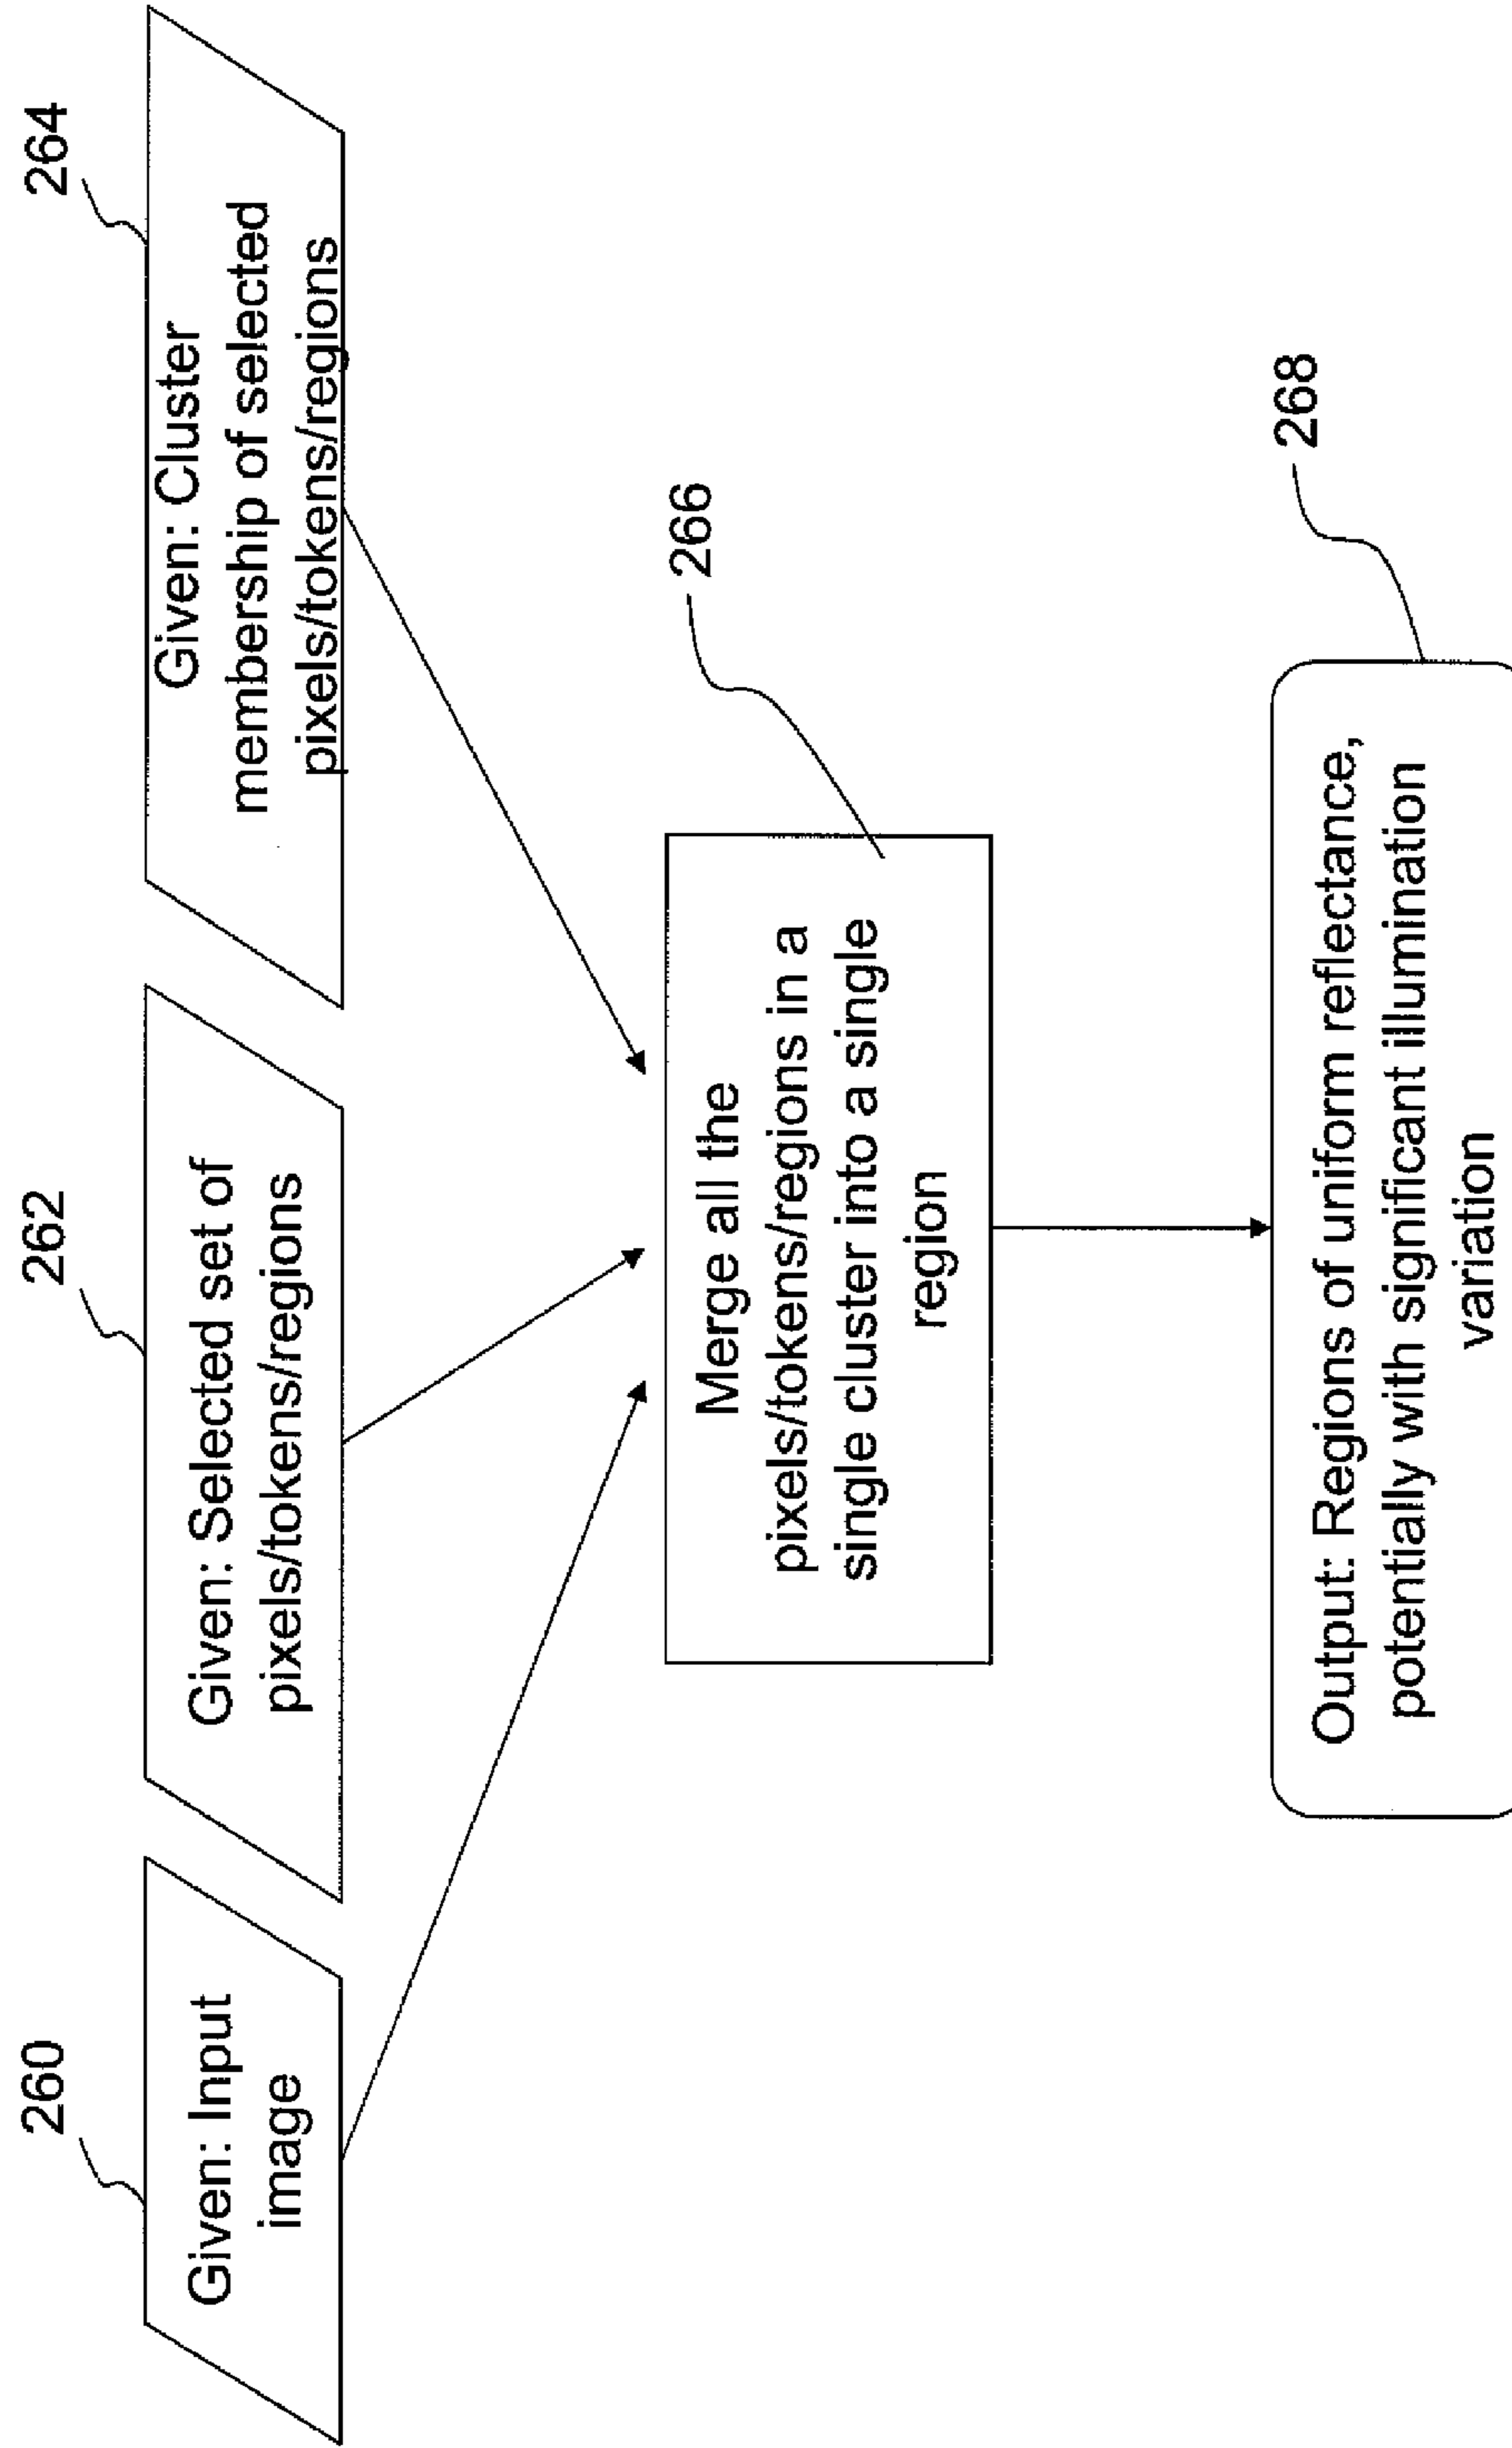 260
Given: Input
image
262
Given: Selected set of
pixels/tokens/regions
264
Given: Cluster
membership of selected
pixels/tokens/regions
266
Merge all the
pixels/tokens/regions in a
single cluster into a single
region
268
Output: Regions of uniform reflectance,
potentially with significant illumination
variation